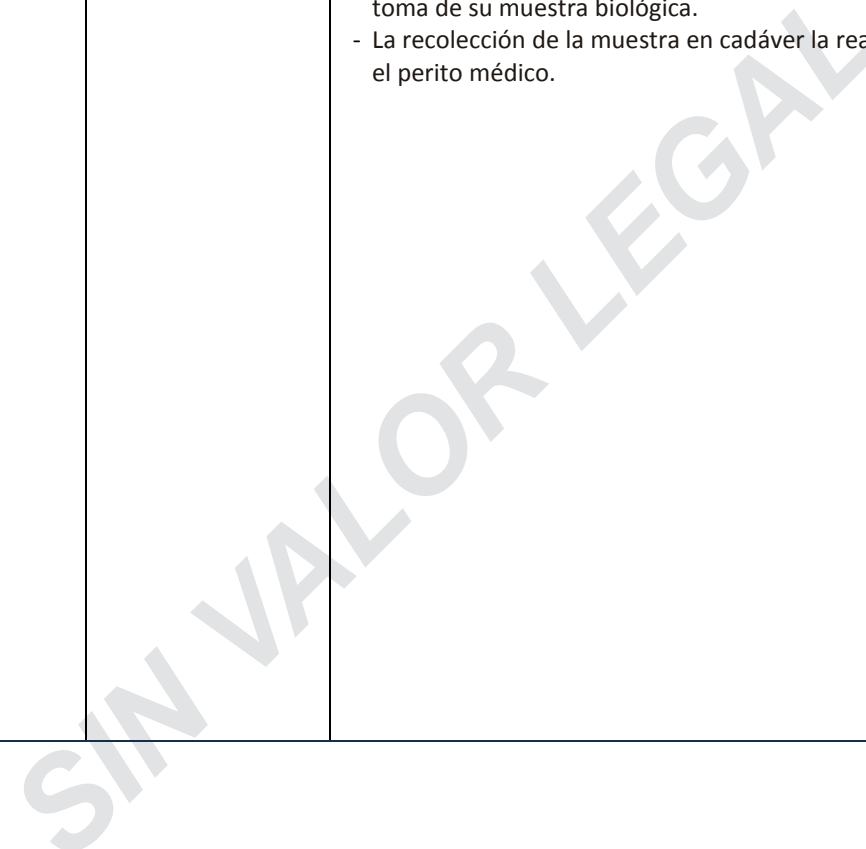 toma de su muestra biológica.
- La recolección de la muestra en cadáver la
el perito médico.
SIN VALOR LEGAL